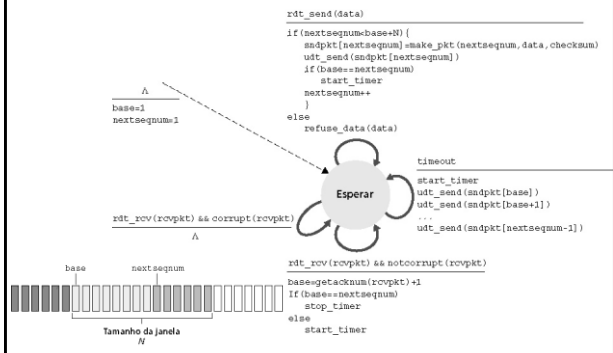 rdt_send(data)
if(nextseqnum<base+N){
sndpkt[nextseqnum]=make_pkt(nextseqnum,data,checksum)
udt_send(sndpkt[nextseqnum])
if(base==nextseqnum)
start_timer
nextseqnum++
}
else
refuse_data(data)
Λ
base=1
nextseqnum=1
Esperar
timeout
start_timer
udt_send(sndpkt[base])
udt_send(sndpkt[base+1])
...
udt_send(sndpkt[nextseqnum-1])
rdt_rcv(rcvpkt) && corrupt(rcvpkt)
Λ
rdt_rcv(rcvpkt) && notcorrupt(rcvpkt)
base=getacknum(rcvpkt)+1
If(base==nextseqnum)
stop_timer
else
start_timer
base nextseqnum
Tamanho da janela
N